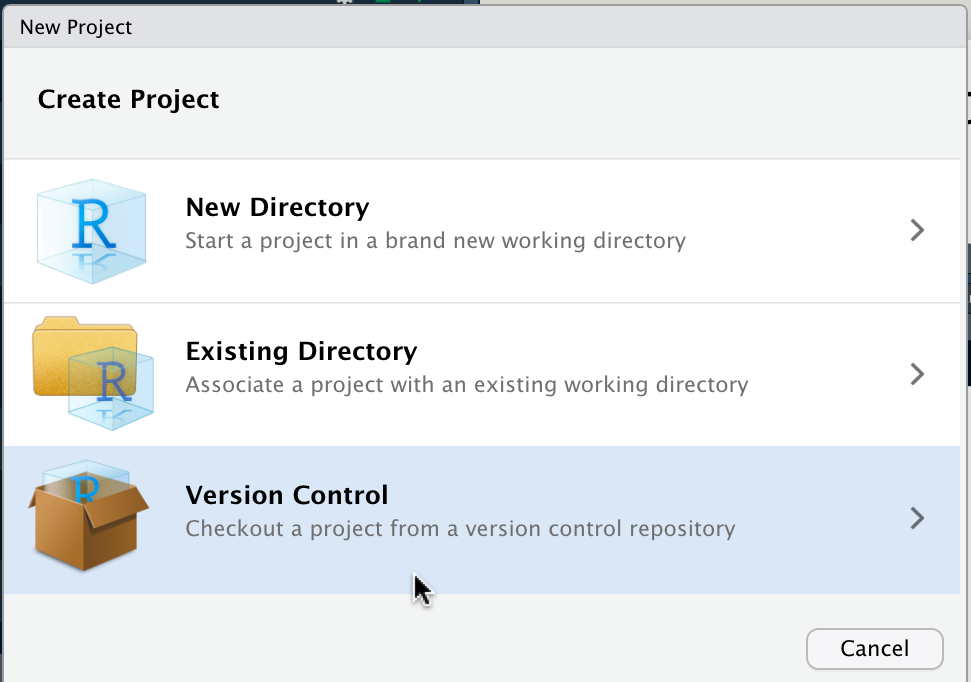 New Project
Create Project
R
New Directory
Start a project in a brand new working directory
R
Existing Directory
Associate a project with an existing working directory
R
Version Control
Checkout a project from a version control repository
Cancel